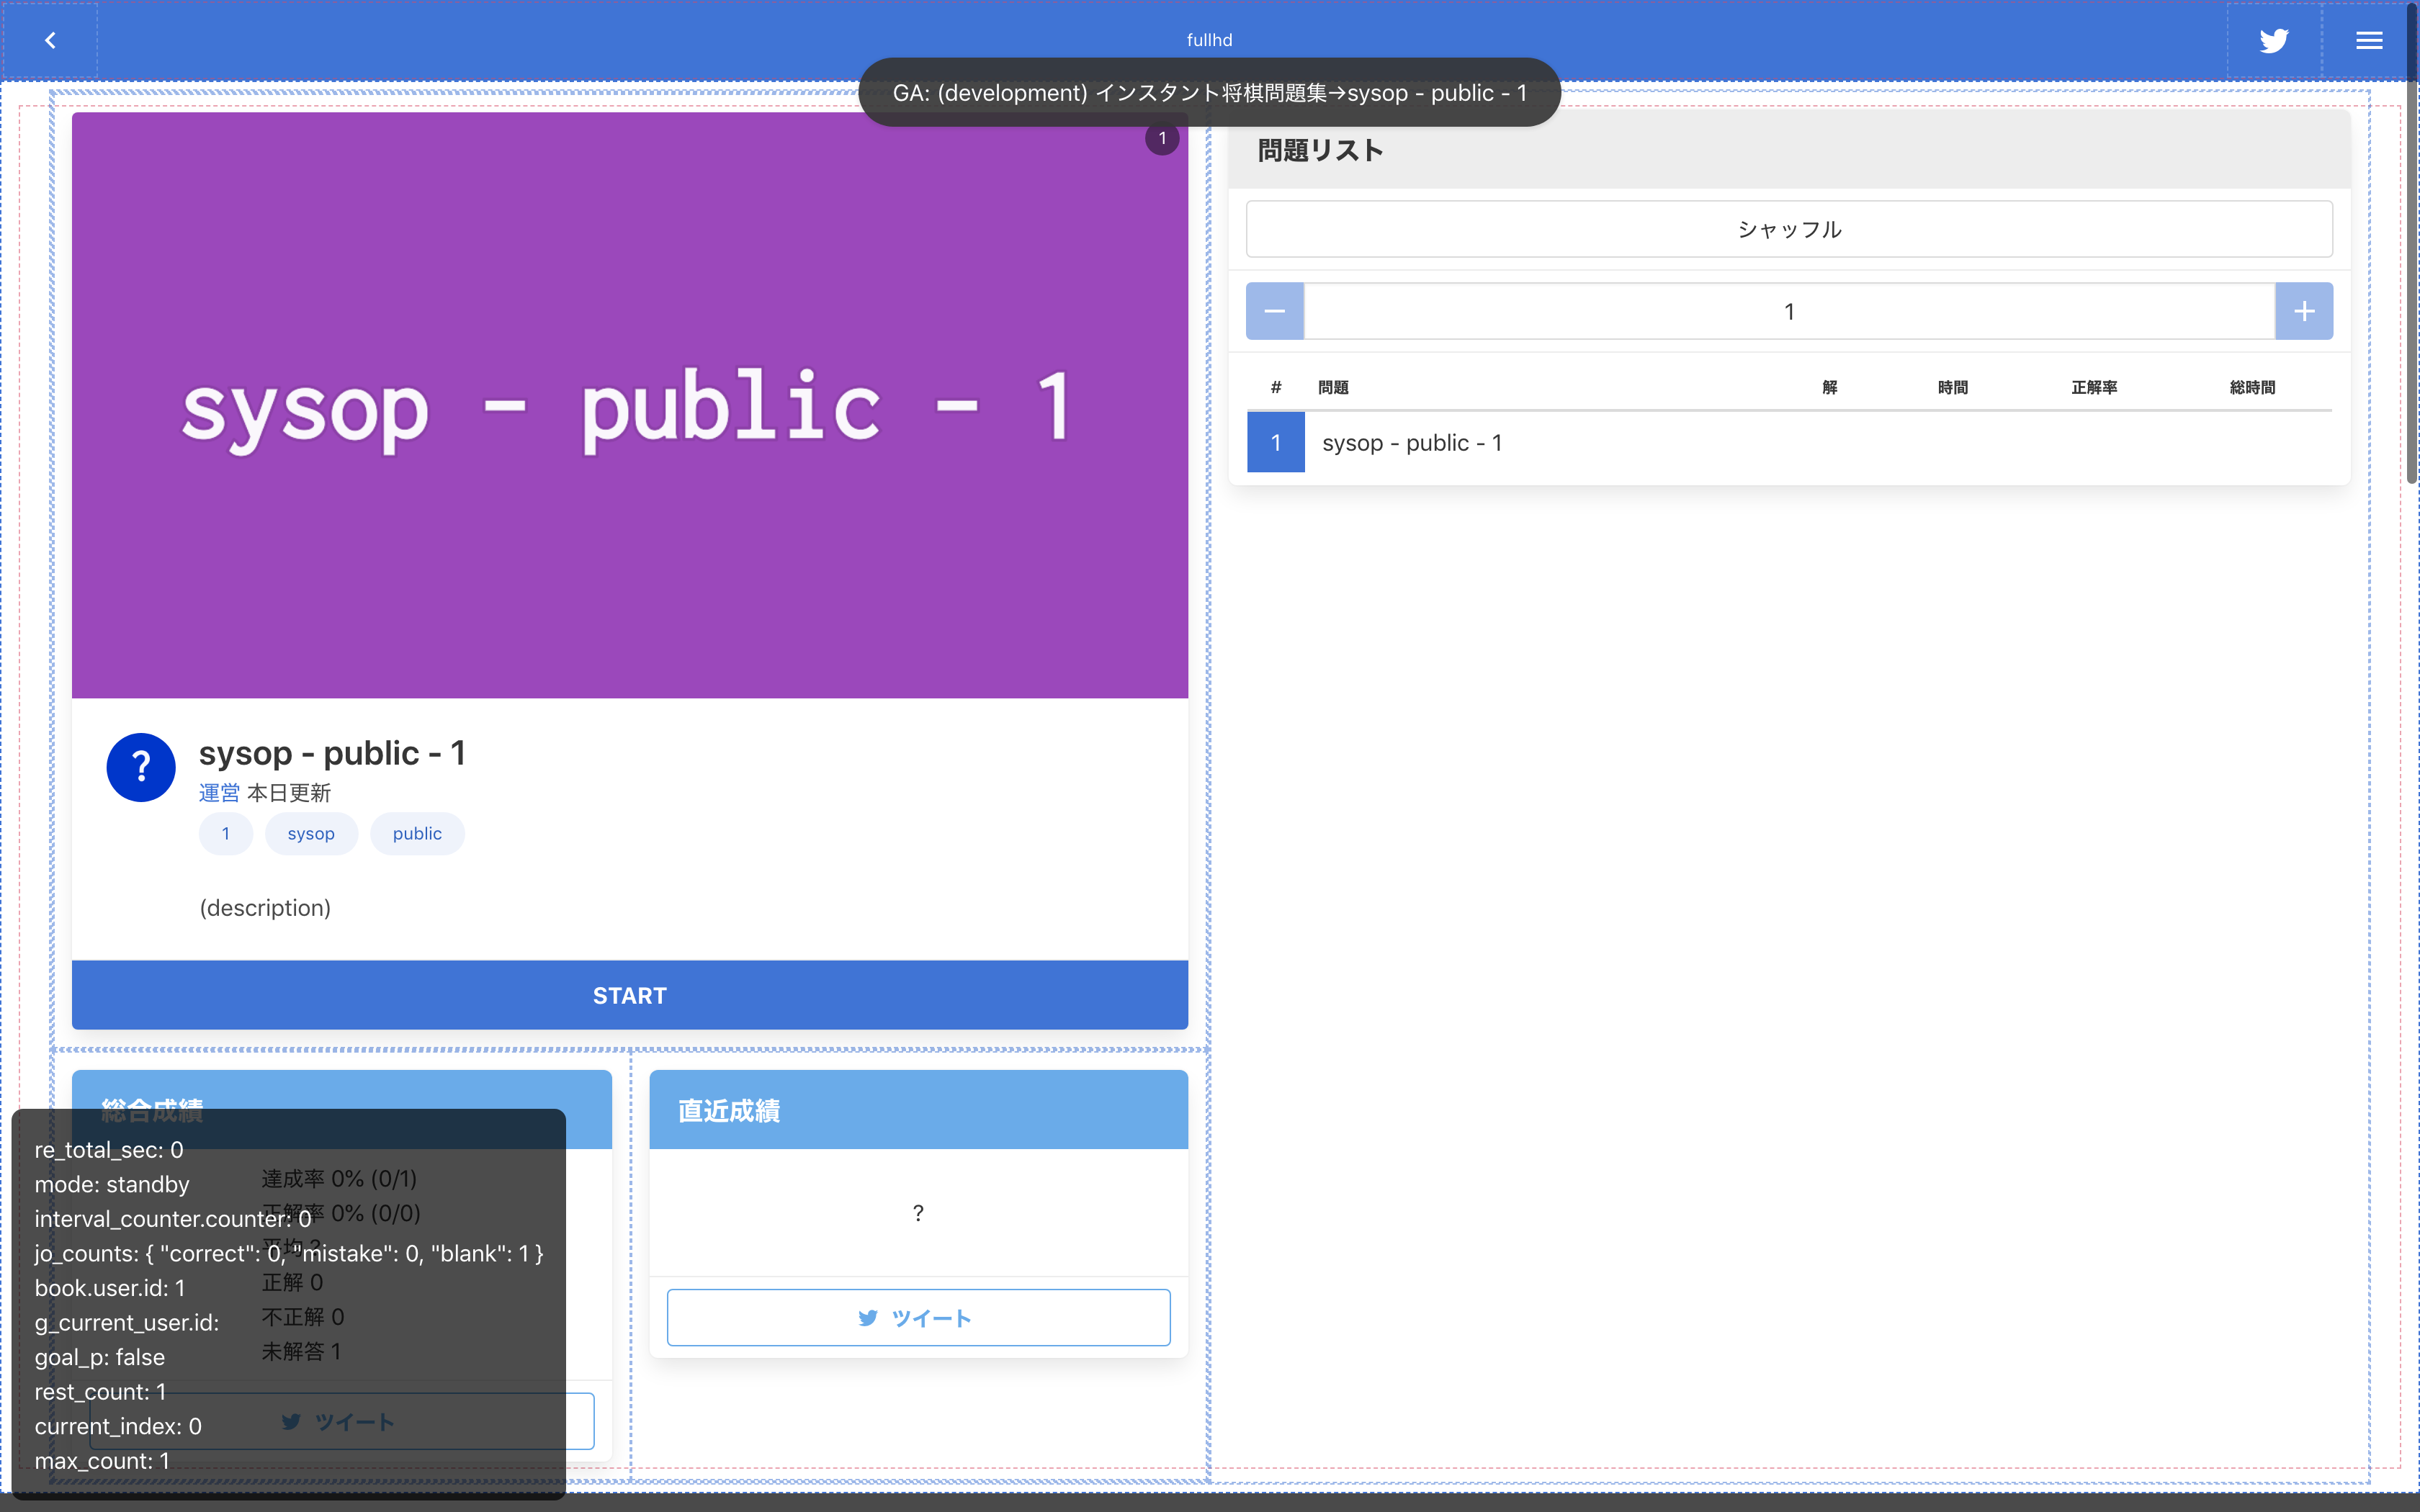 fullhd
GA: (development) インスタント将棋問題集→sysop - public - 1
1
sysop - public - 1
?
sysop - public - 1
運営 本日更新
1 sysop public
(description)
START
総合成績
達成率 0% (0/1)
正解率 0% (0/0)
平均 ?
正解 0
不正解 0
未解答 1
ツイート
re_total_sec: 0
mode: standby
interval_counter.counter: 0
jo_counts: { "correct": 0, "mistake": 0, "blank": 1 }
book.user.id: 1
g_current_user.id:
goal_p: false
rest_count: 1
current_index: 0
max_count: 1
直近成績
?
ツイート
問題リスト
シャッフル
1
# 問題 解 時間 正解率 総時間
1 sysop - public - 1